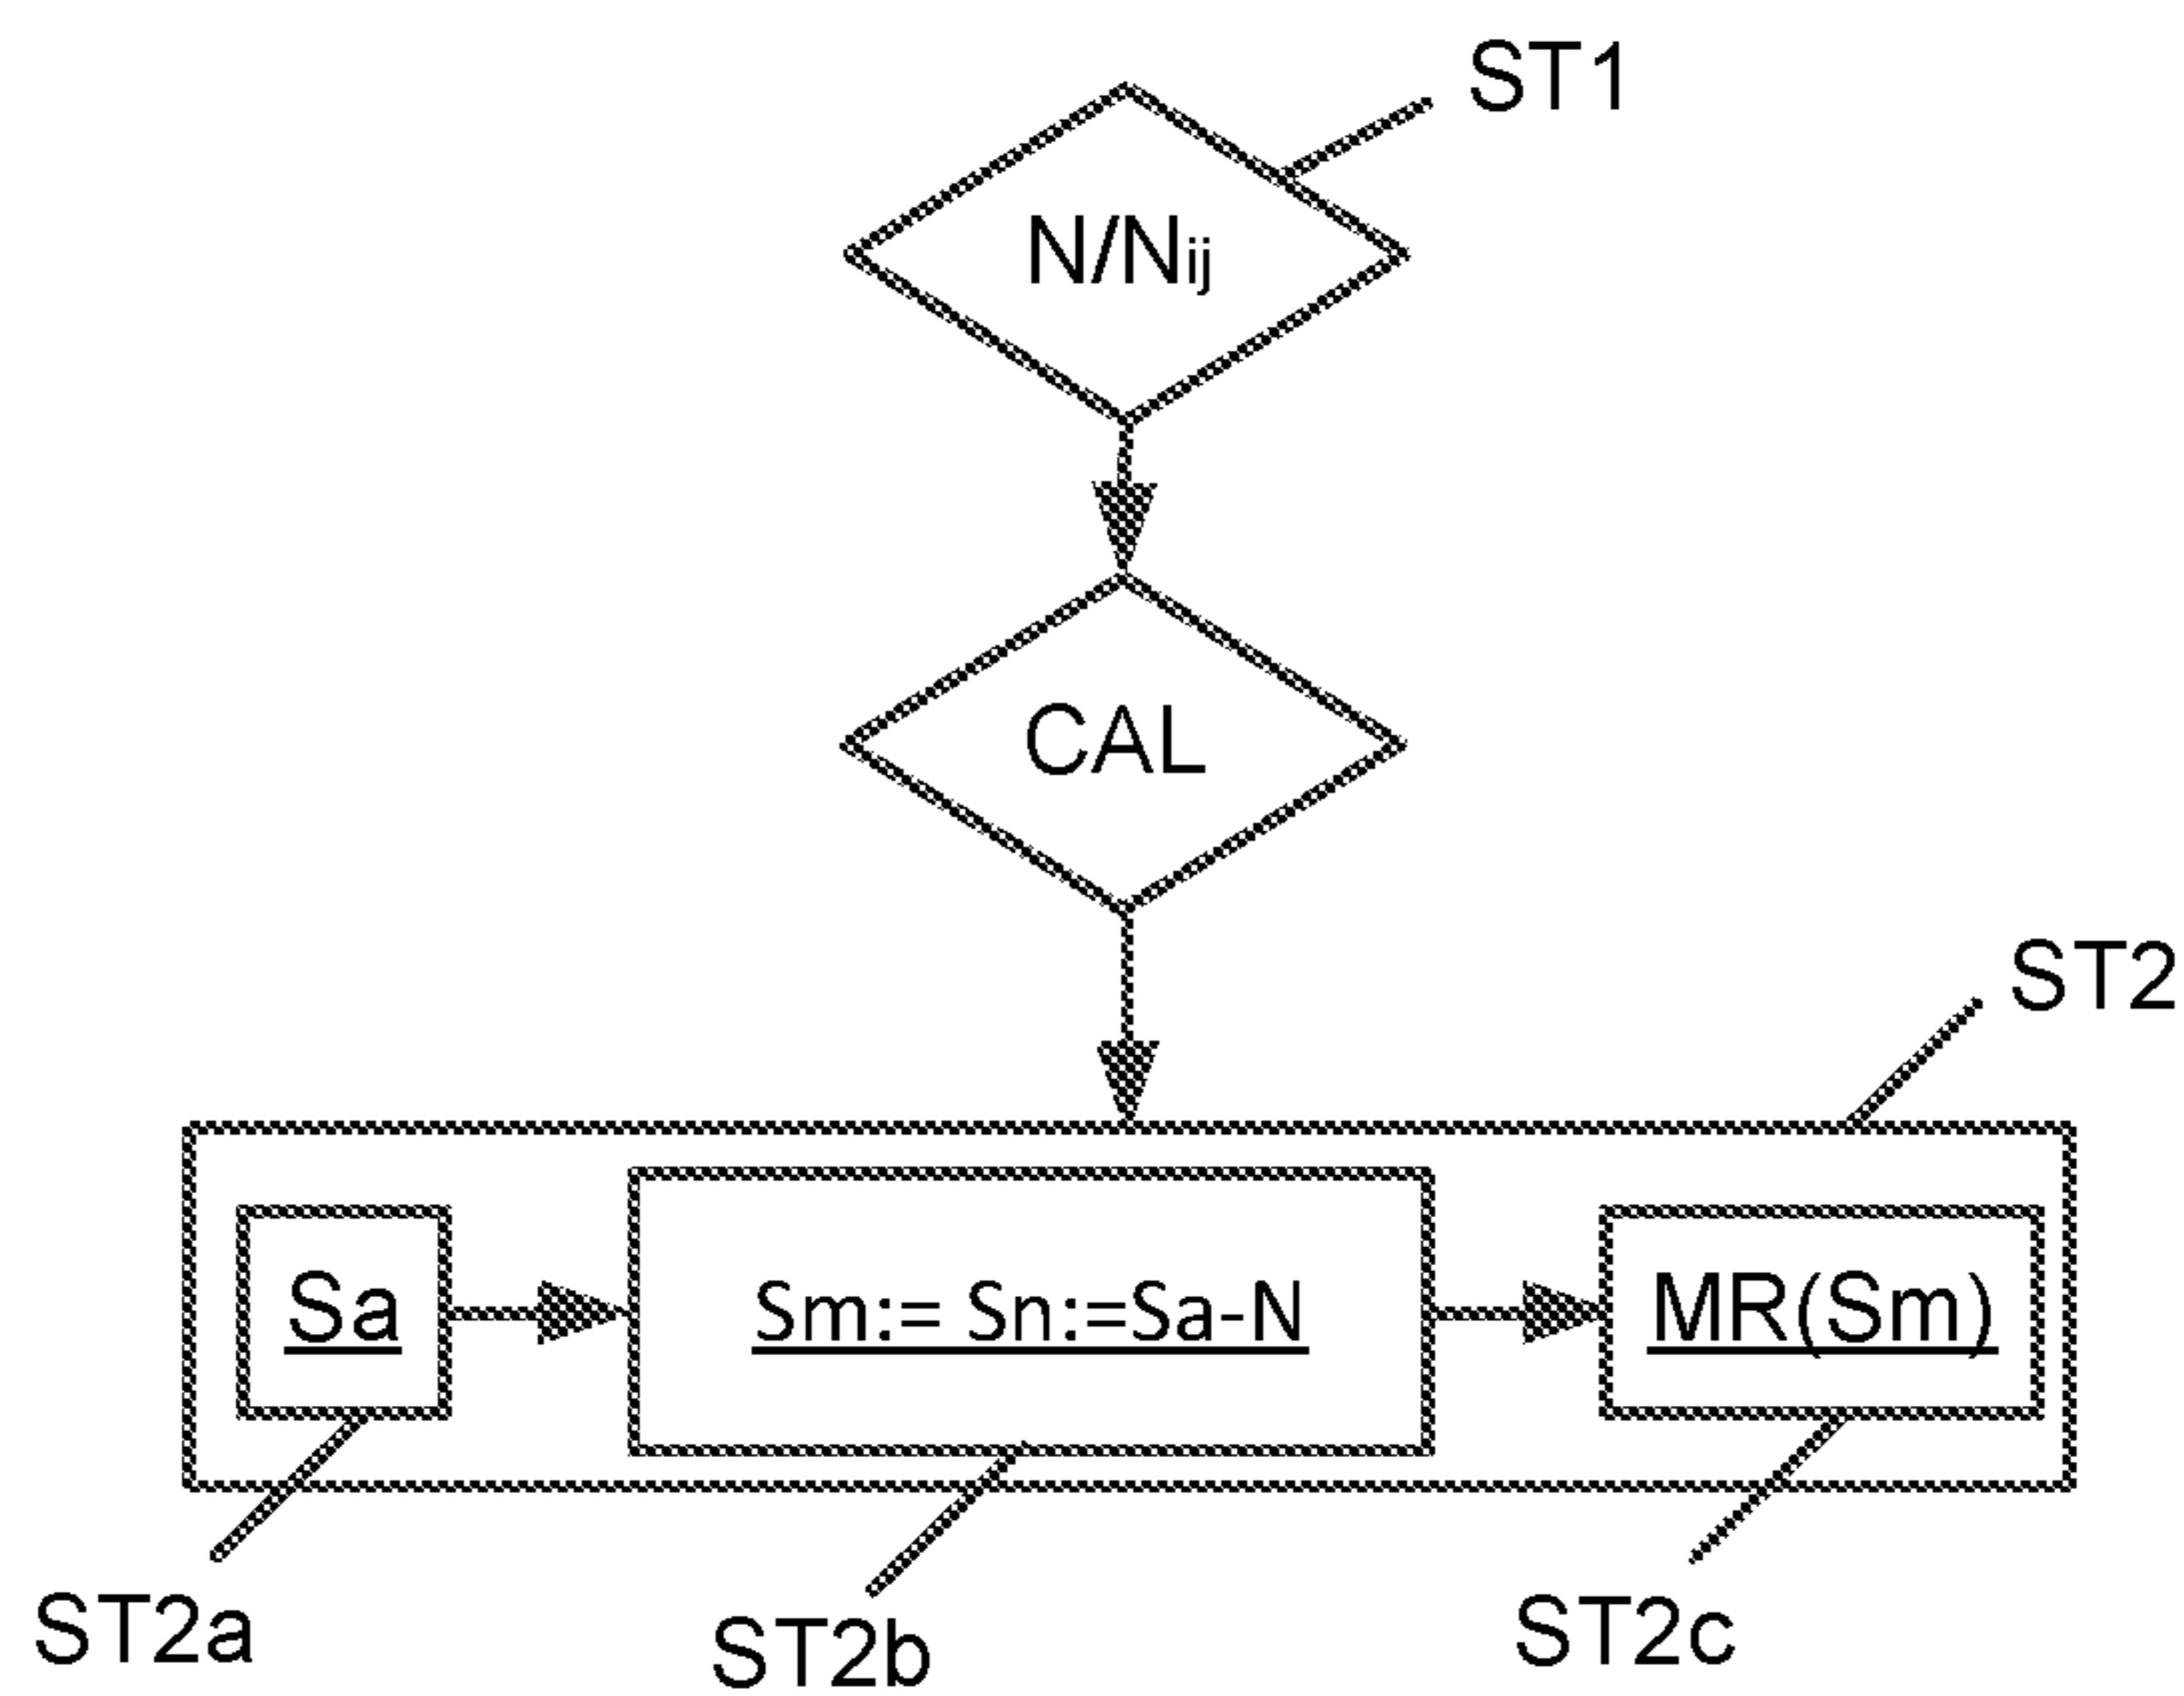 ST1
N/Nij
CAL
ST2
Sa
Sm:= Sn:=Sa-N
MR(Sm)
ST2a
ST2b
ST2c